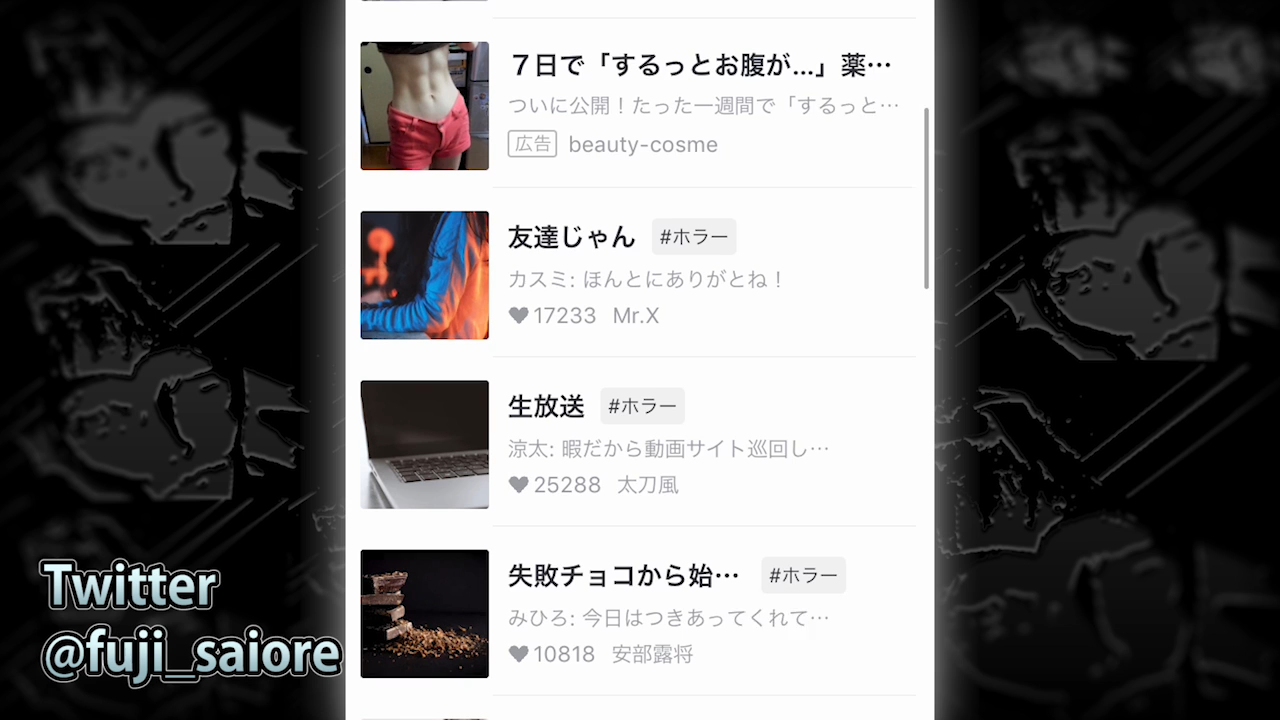 ７日で「するっとお腹が...」薬…
ついに公開！たった一週間で「するっと…
広告 beauty-cosme
友達じゃん #ホラー
カスミ: ほんとにありがとね！
17233 Mr.X
生放送 #ホラー
涼太: 暇だから動画サイト巡回し…
25288 太刀風
失敗チョコから始… #ホラー
みひろ: 今日はつきあってくれて…
10818 安部露将
Twitter
@fuji_saiore